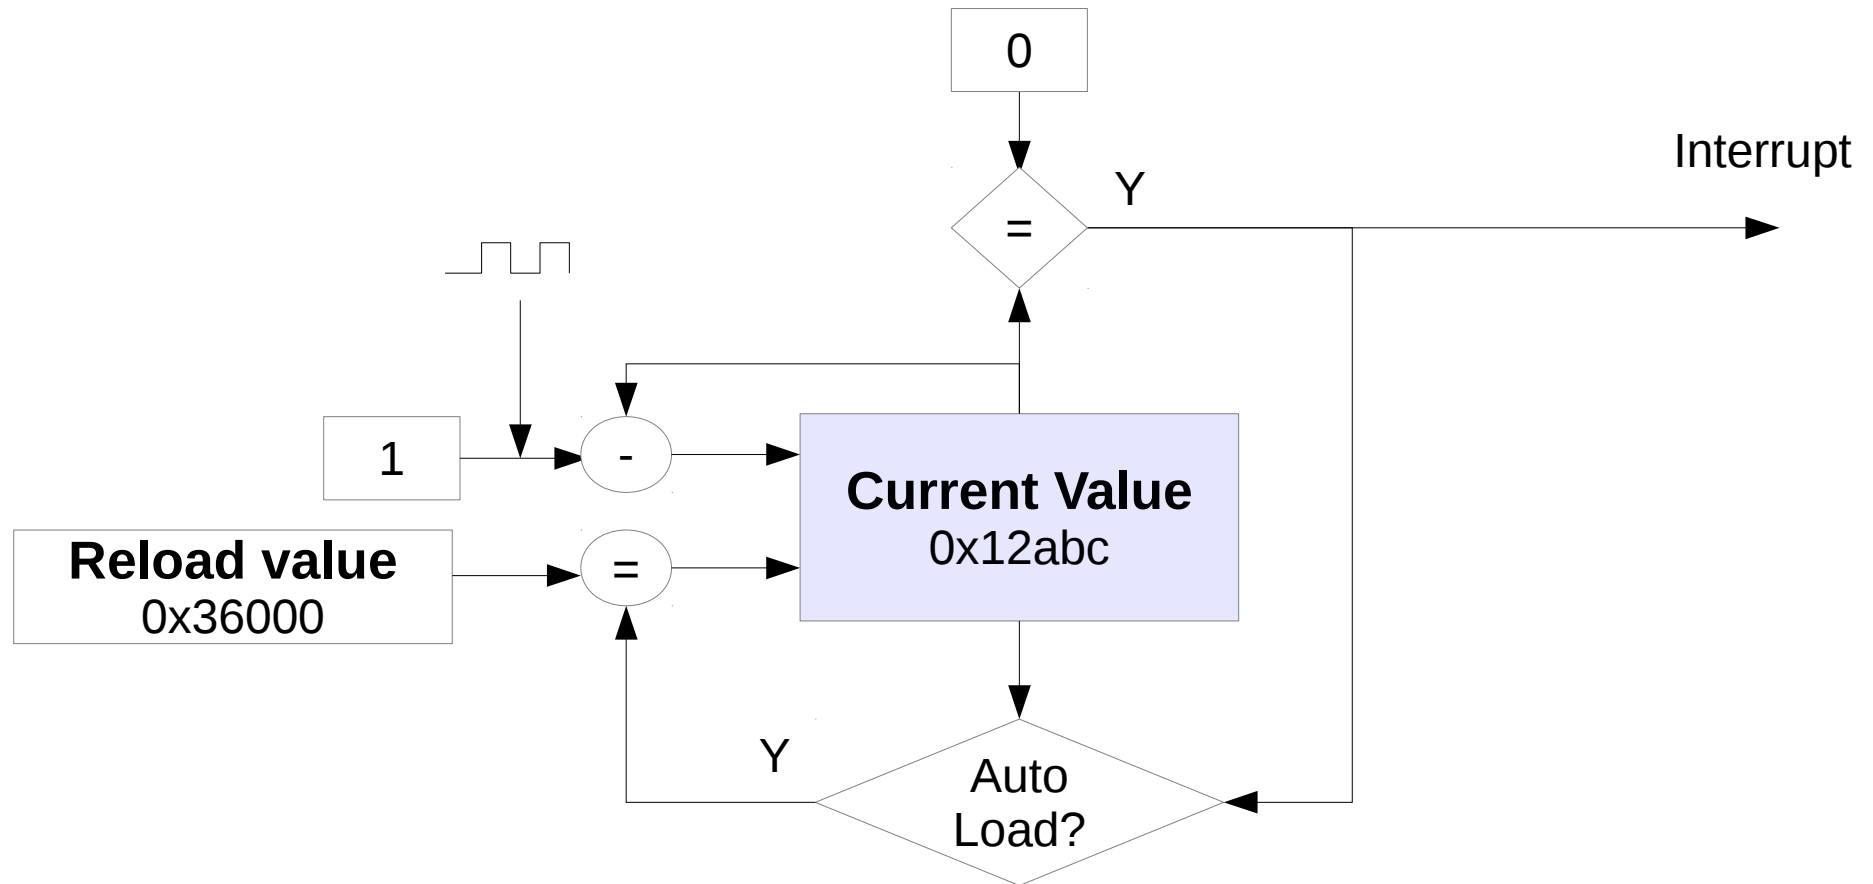 0
Interrupt
Y
=
1
-
Current Value
0x12abc
Reload value
0x36000
=
Y
Auto
Load?